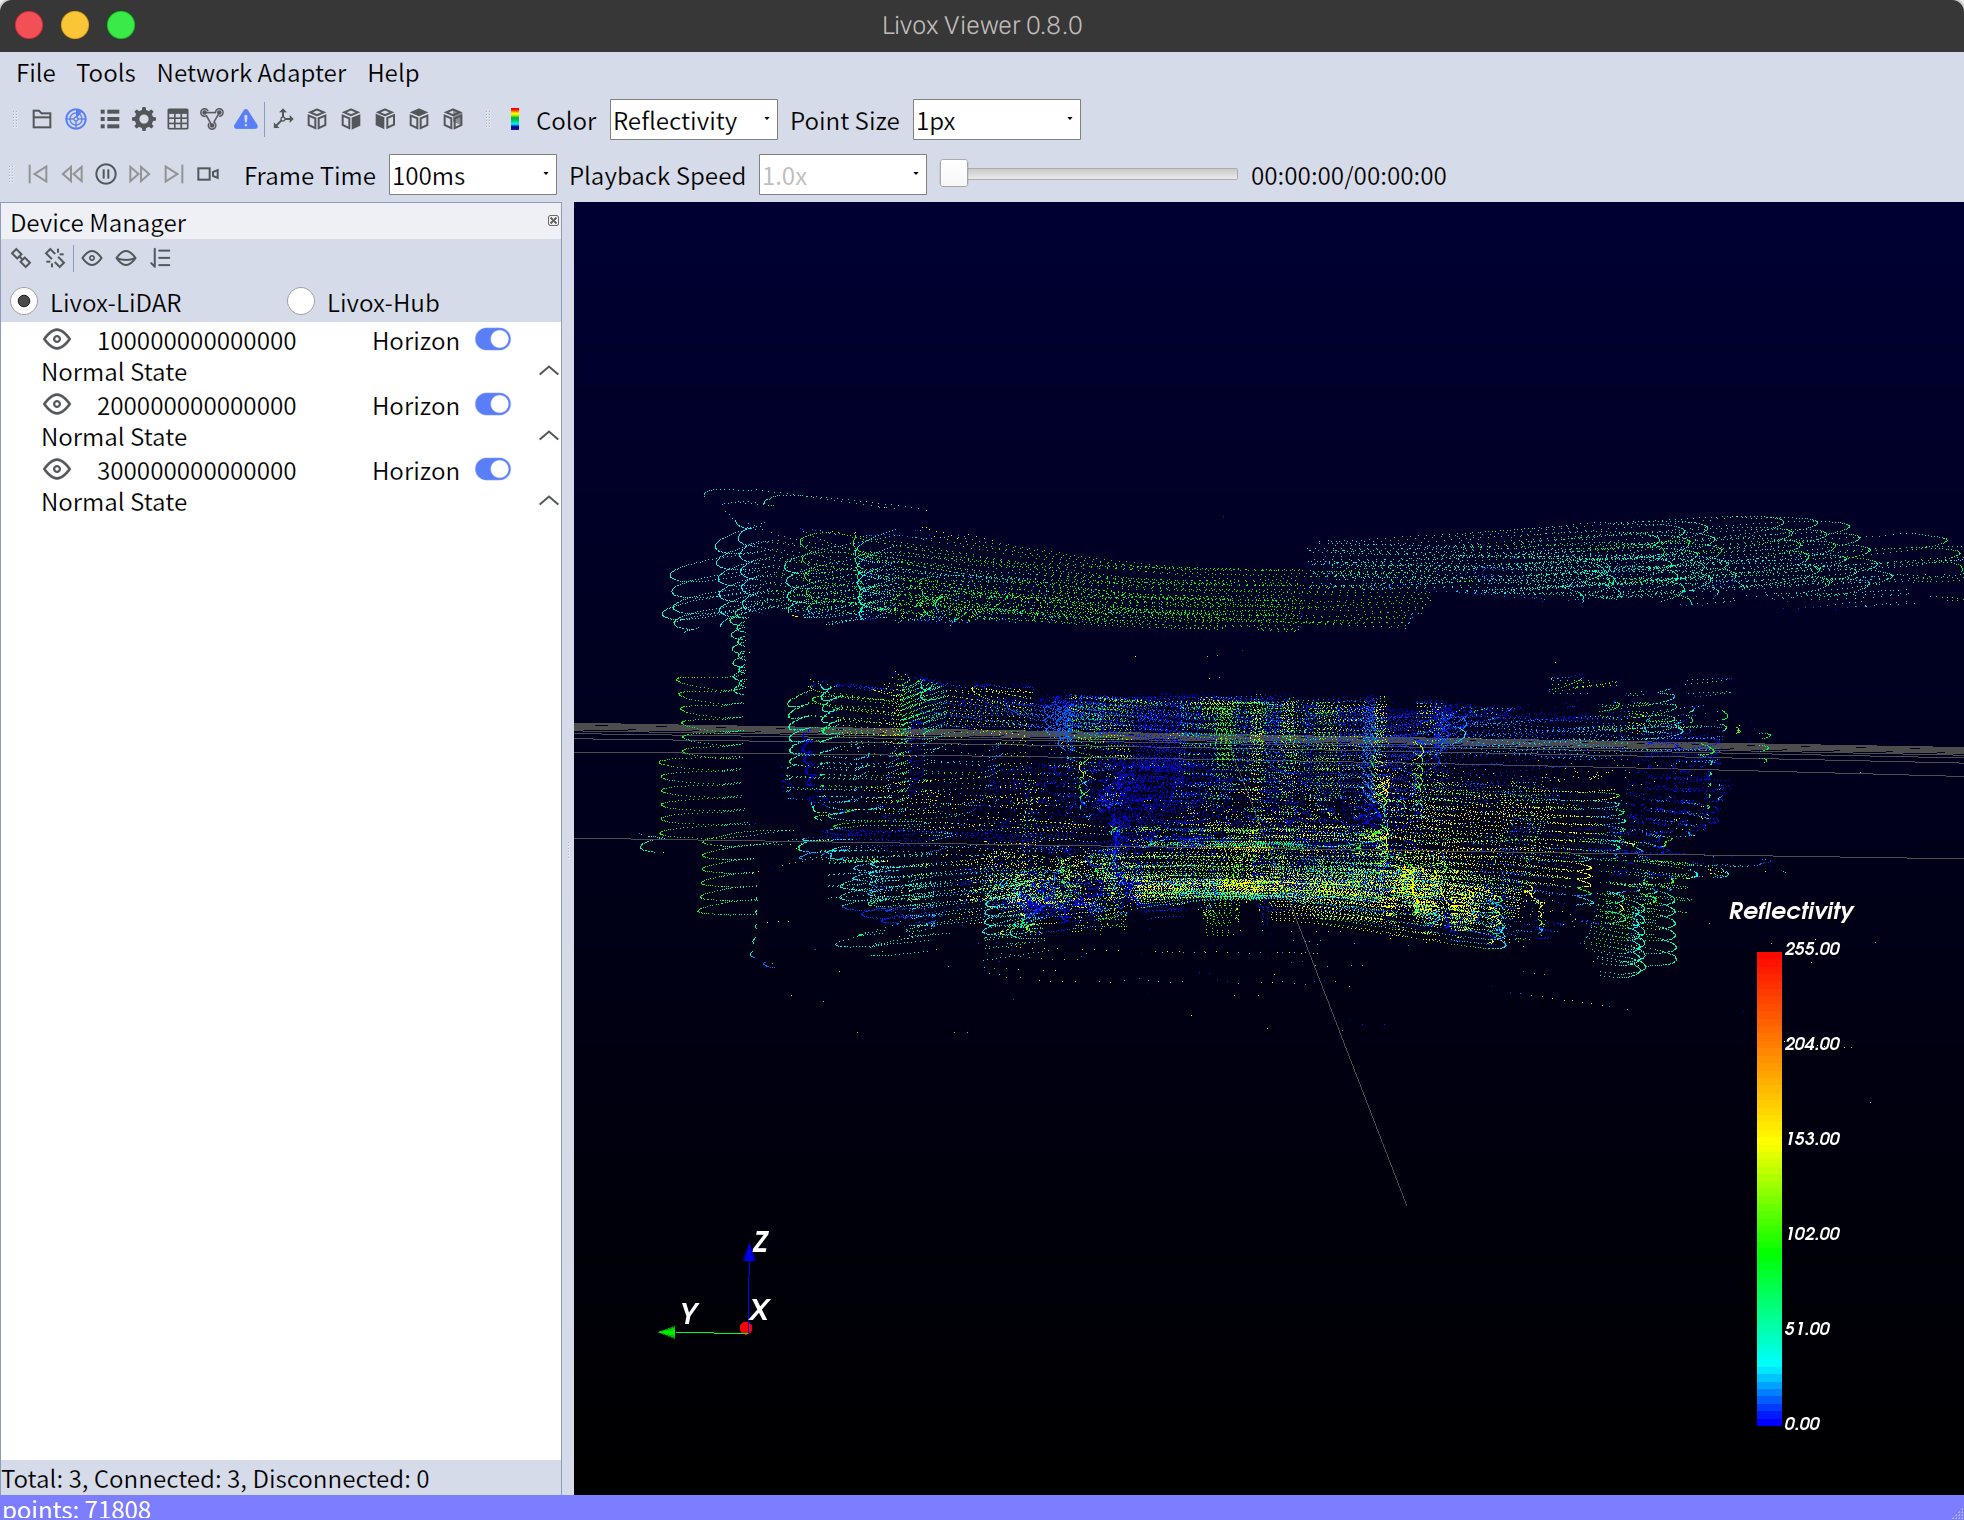 Livox Viewer 0.8.0
File Tools Network Adapter Help
Color Reflectivity Point Size 1px
Frame Time 100ms Playback Speed 1.0x 00:00:00/00:00:00
Device Manager
Livox-LiDAR Livox-Hub
100000000000000 Horizon
Normal State
200000000000000 Horizon
Normal State
300000000000000 Horizon
Normal State
Reflectivity
255.00
204.00
153.00
102.00
51.00
0.00
Z
Y X
Total: 3, Connected: 3, Disconnected: 0
points: 71808